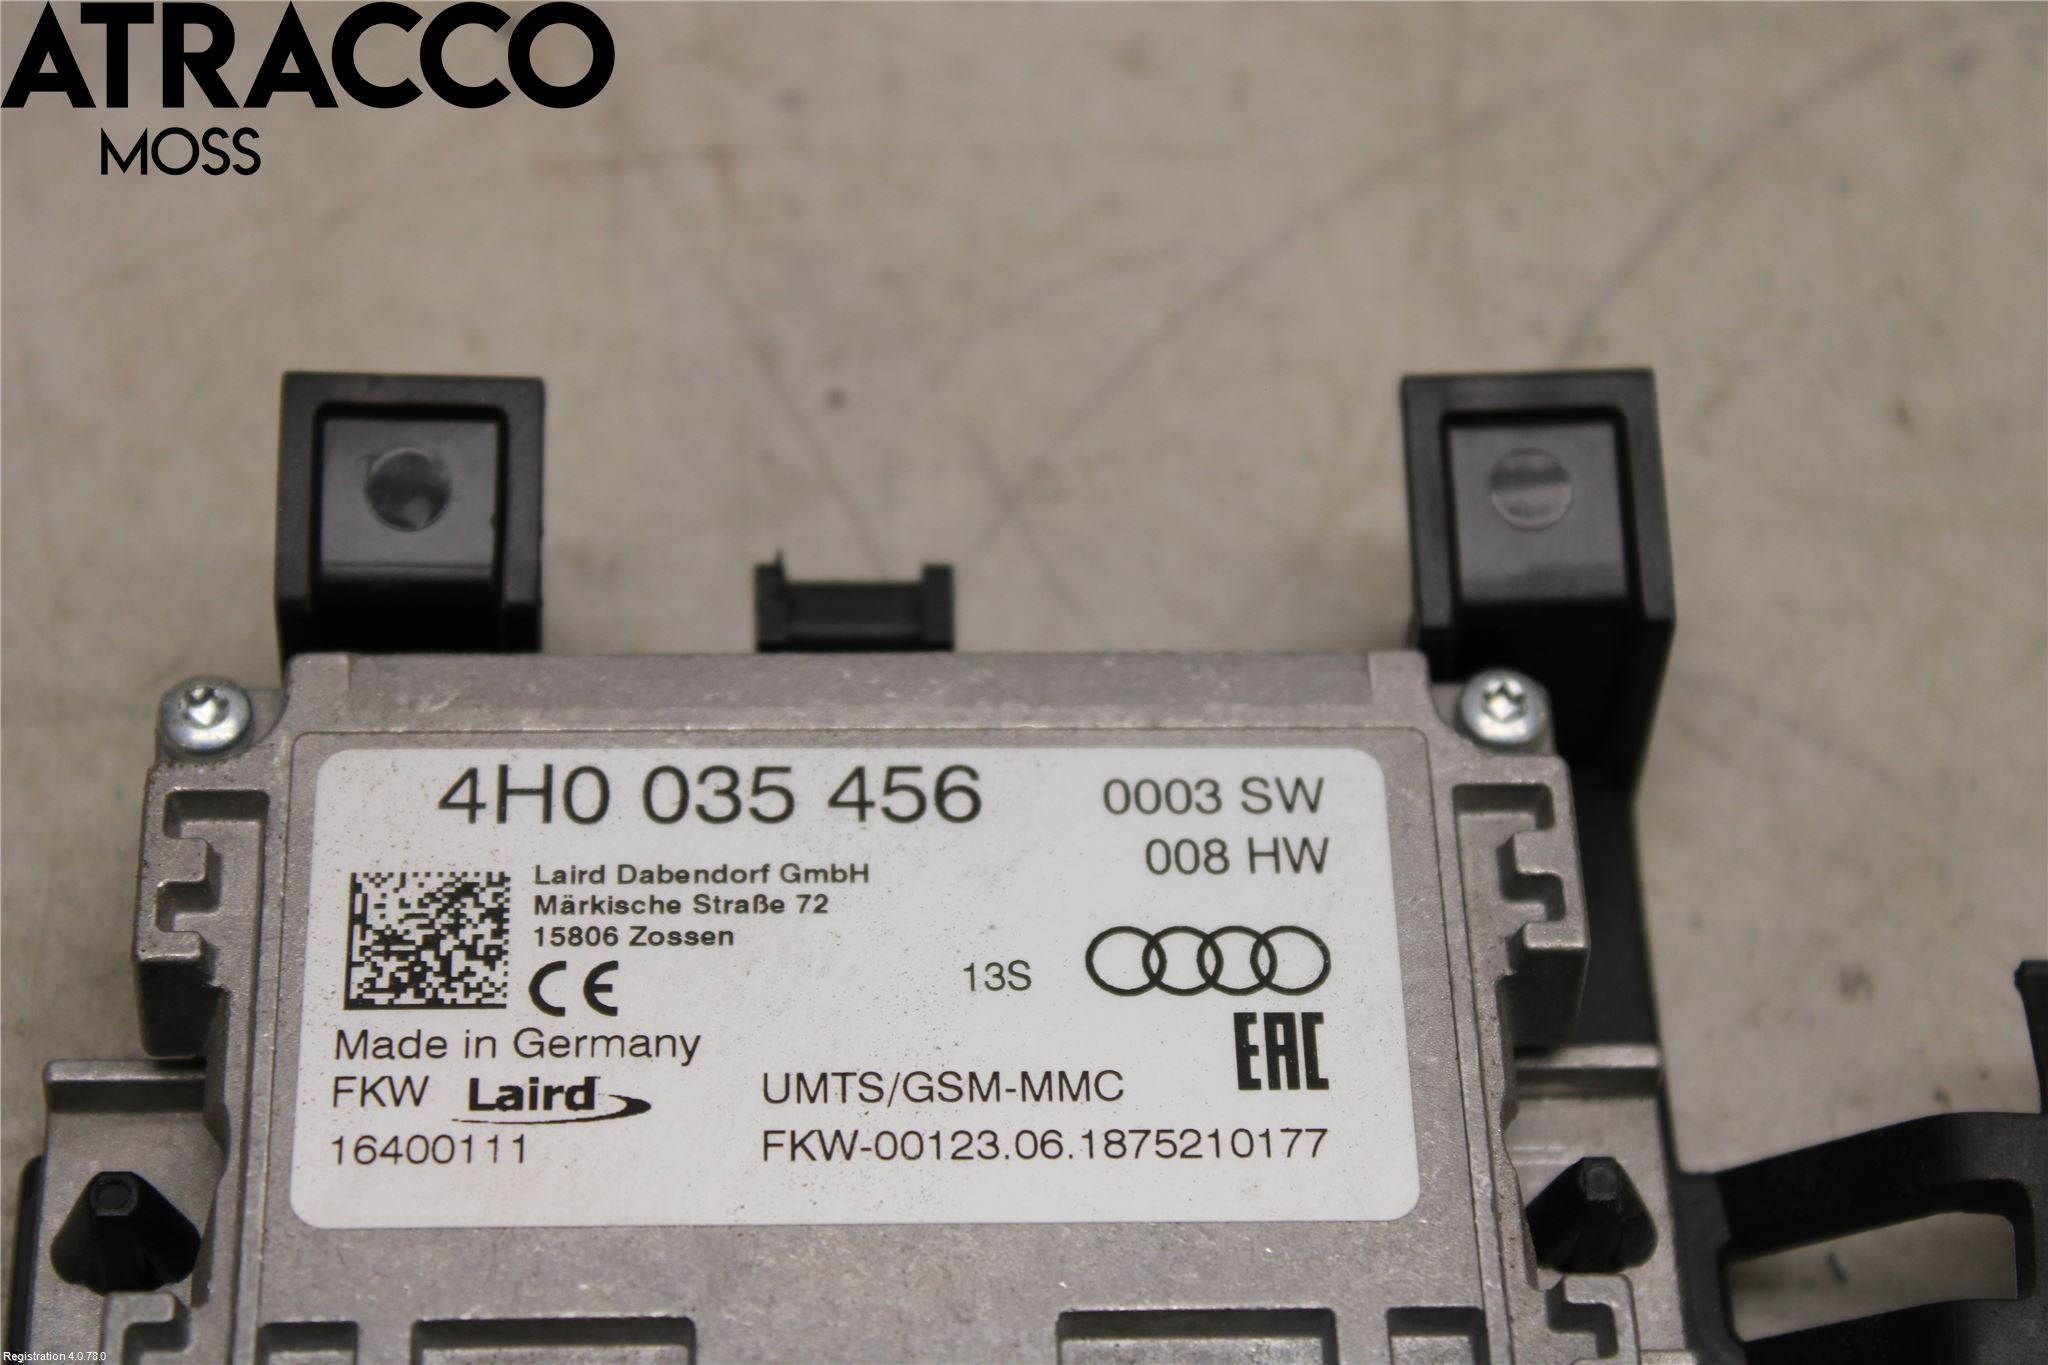 ATRACCO
MOSS
4H0 035 456
0003 SW
008 HW
Laird Dabendorf GmbH
Märkische Straße 72
15806 Zossen
CE
13S
EAC
Made in Germany
FKW Laird
UMTS/GSM-MMC
16400111
FKW-00123.06.1875210177
Registration 4.0.78.0